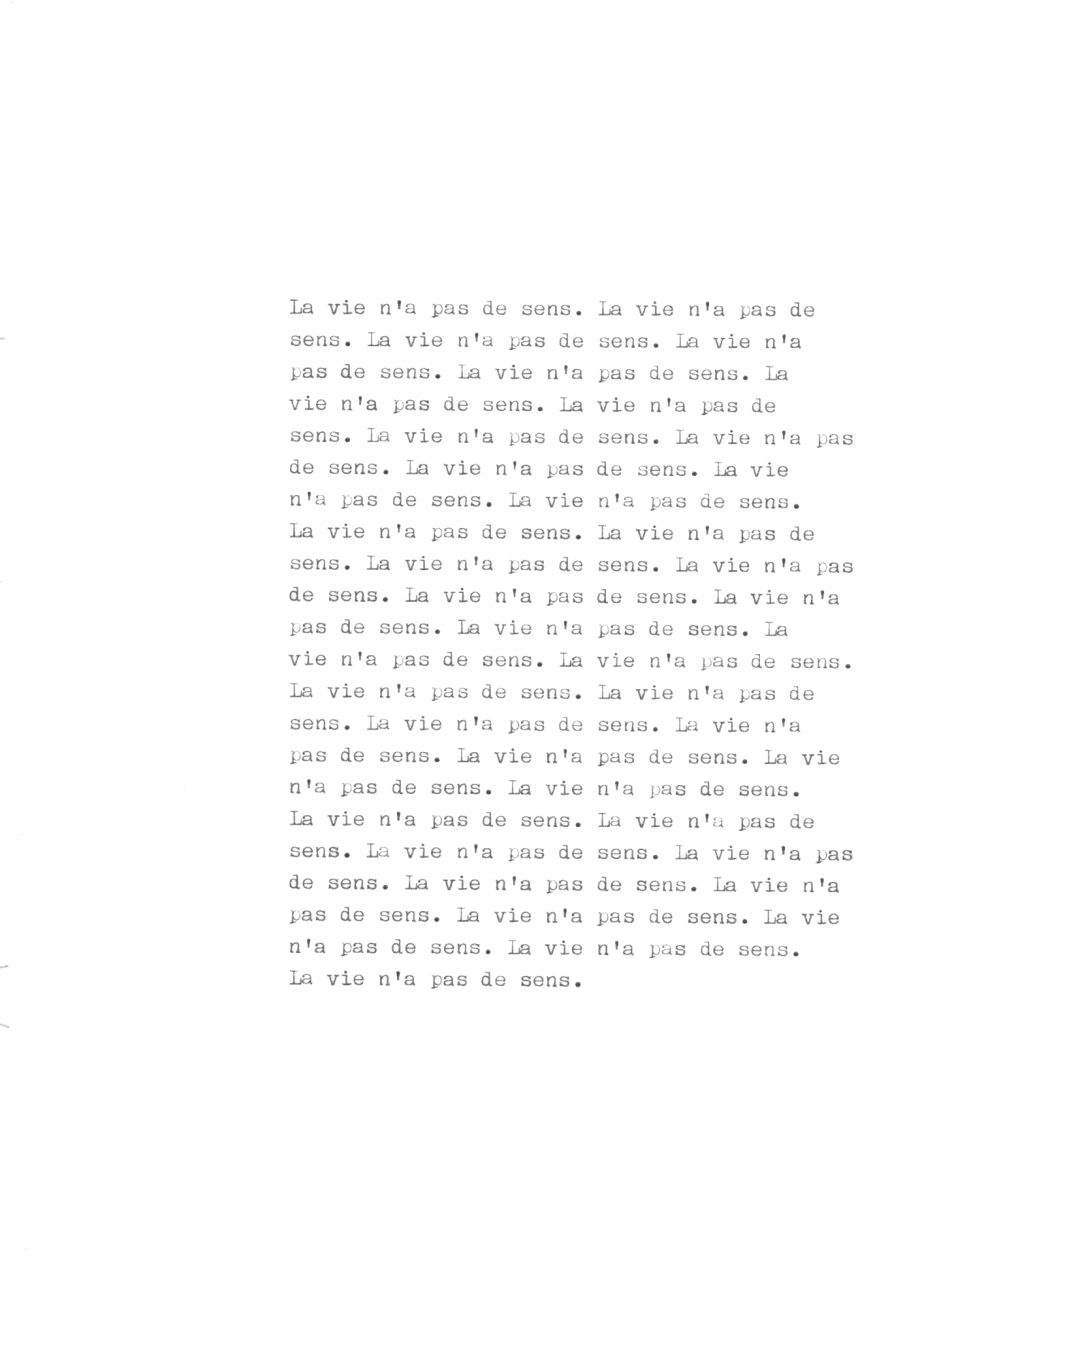 La vie n'a pas de sens. La vie n'a pas de
sens. La vie n'a pas de sens. La vie n'a
pas de sens. La vie n'a pas de sens. La
vie n'a pas de sens. La vie n'a pas de
sens. La vie n'a pas de sens. La vie n'a pas
de sens. La vie n'a pas de sens. La vie
n'a pas de sens. La vie n'a pas de sens.
La vie n'a pas de sens. La vie n'a pas de
sens. La vie n'a pas de sens. La vie n'a pas
de sens. La vie n'a pas de sens. La vie n'a
pas de sens. La vie n'a pas de sens. La
vie n'a pas de sens. La vie n'a pas de sens.
La vie n'a pas de sens. La vie n'a pas de
sens. La vie n'a pas de sens. La vie n'a
pas de sens. La vie n'a pas de sens. La vie
n'a pas de sens. La vie n'a pas de sens.
La vie n'a pas de sens. La vie n'a pas de
sens. La vie n'a pas de sens. La vie n'a pas
de sens. La vie n'a pas de sens. La vie n'a
pas de sens. La vie n'a pas de sens. La vie
n'a pas de sens. La vie n'a pas de sens.
La vie n'a pas de sens.